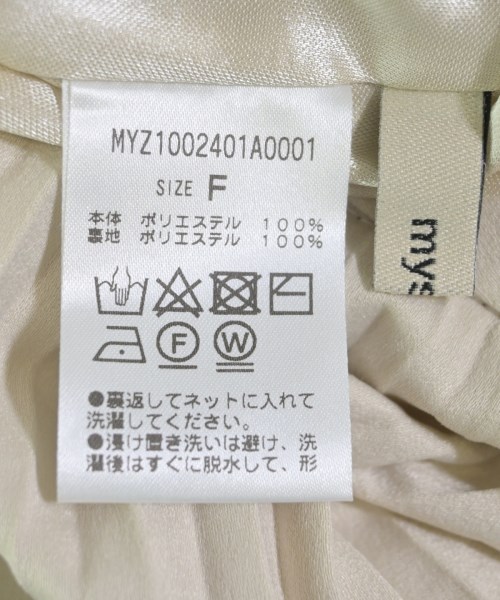 MYZ1002401A0001
SIZE F
本体 ポリエステル 100%
裏地 ポリエステル 100%
F W
●裏返してネットに入れて
洗濯してください。
●浸け置き洗いは避け、洗
濯後はすぐに脱水して、形
mys